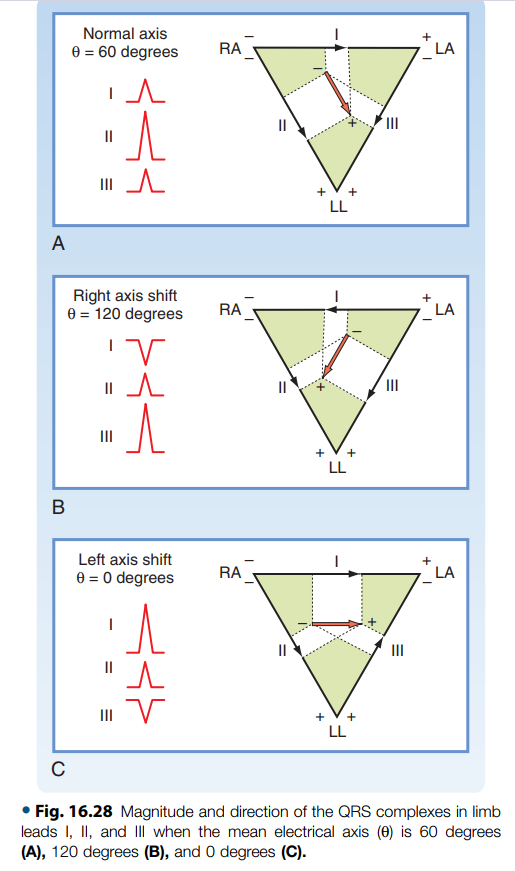 Normal axis
θ = 60 degrees
I
II
III
RA
−
−
I
+
−
LA
−
+
II
III
+
+
LL
A
Right axis shift
θ = 120 degrees
I
II
III
RA
−
−
I
+
−
LA
−
+
II
III
+
+
LL
B
Left axis shift
θ = 0 degrees
I
II
III
RA
−
−
I
+
−
LA
−
+
II
III
+
+
LL
C
• Fig. 16.28 Magnitude and direction of the QRS complexes in limb
leads I, II, and III when the mean electrical axis (θ) is 60 degrees
(A), 120 degrees (B), and 0 degrees (C).